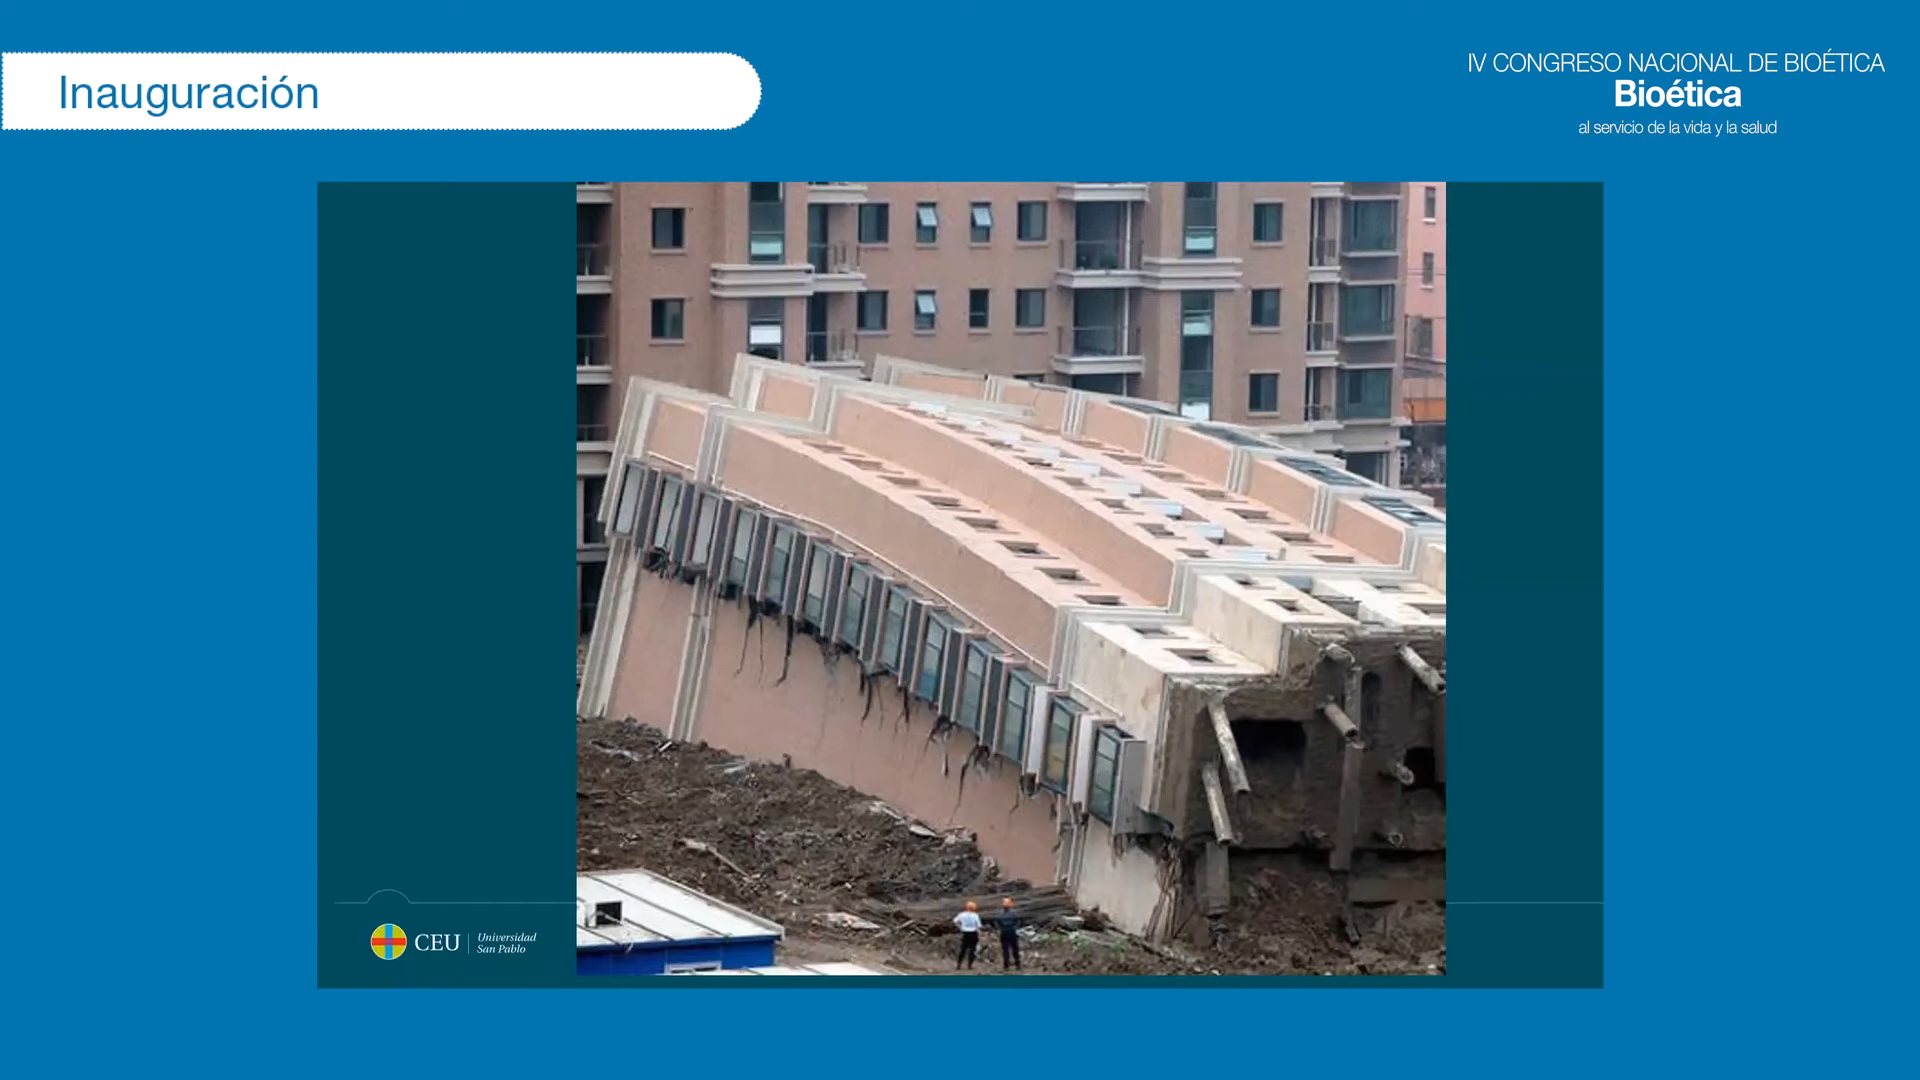 Inauguración
IV CONGRESO NACIONAL DE BIOÉTICA
Bioética
al servicio de la vida y la salud
CEU
Universidad
San Pablo